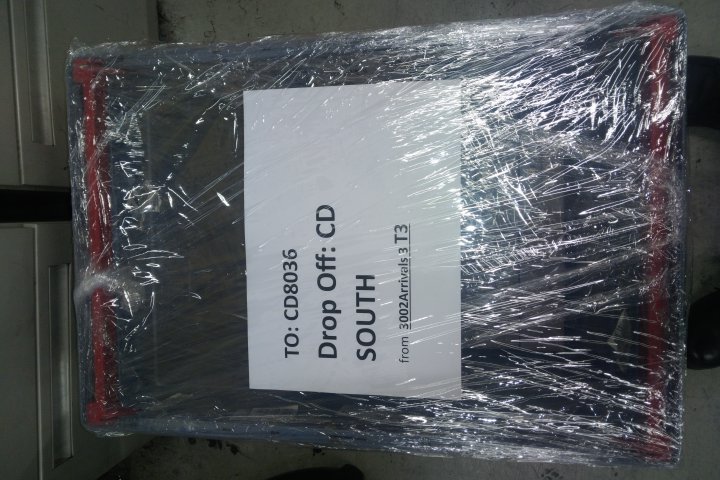 TO: CD8036
Drop Off: CD
SOUTH
from 3002Arrivals 3 T3